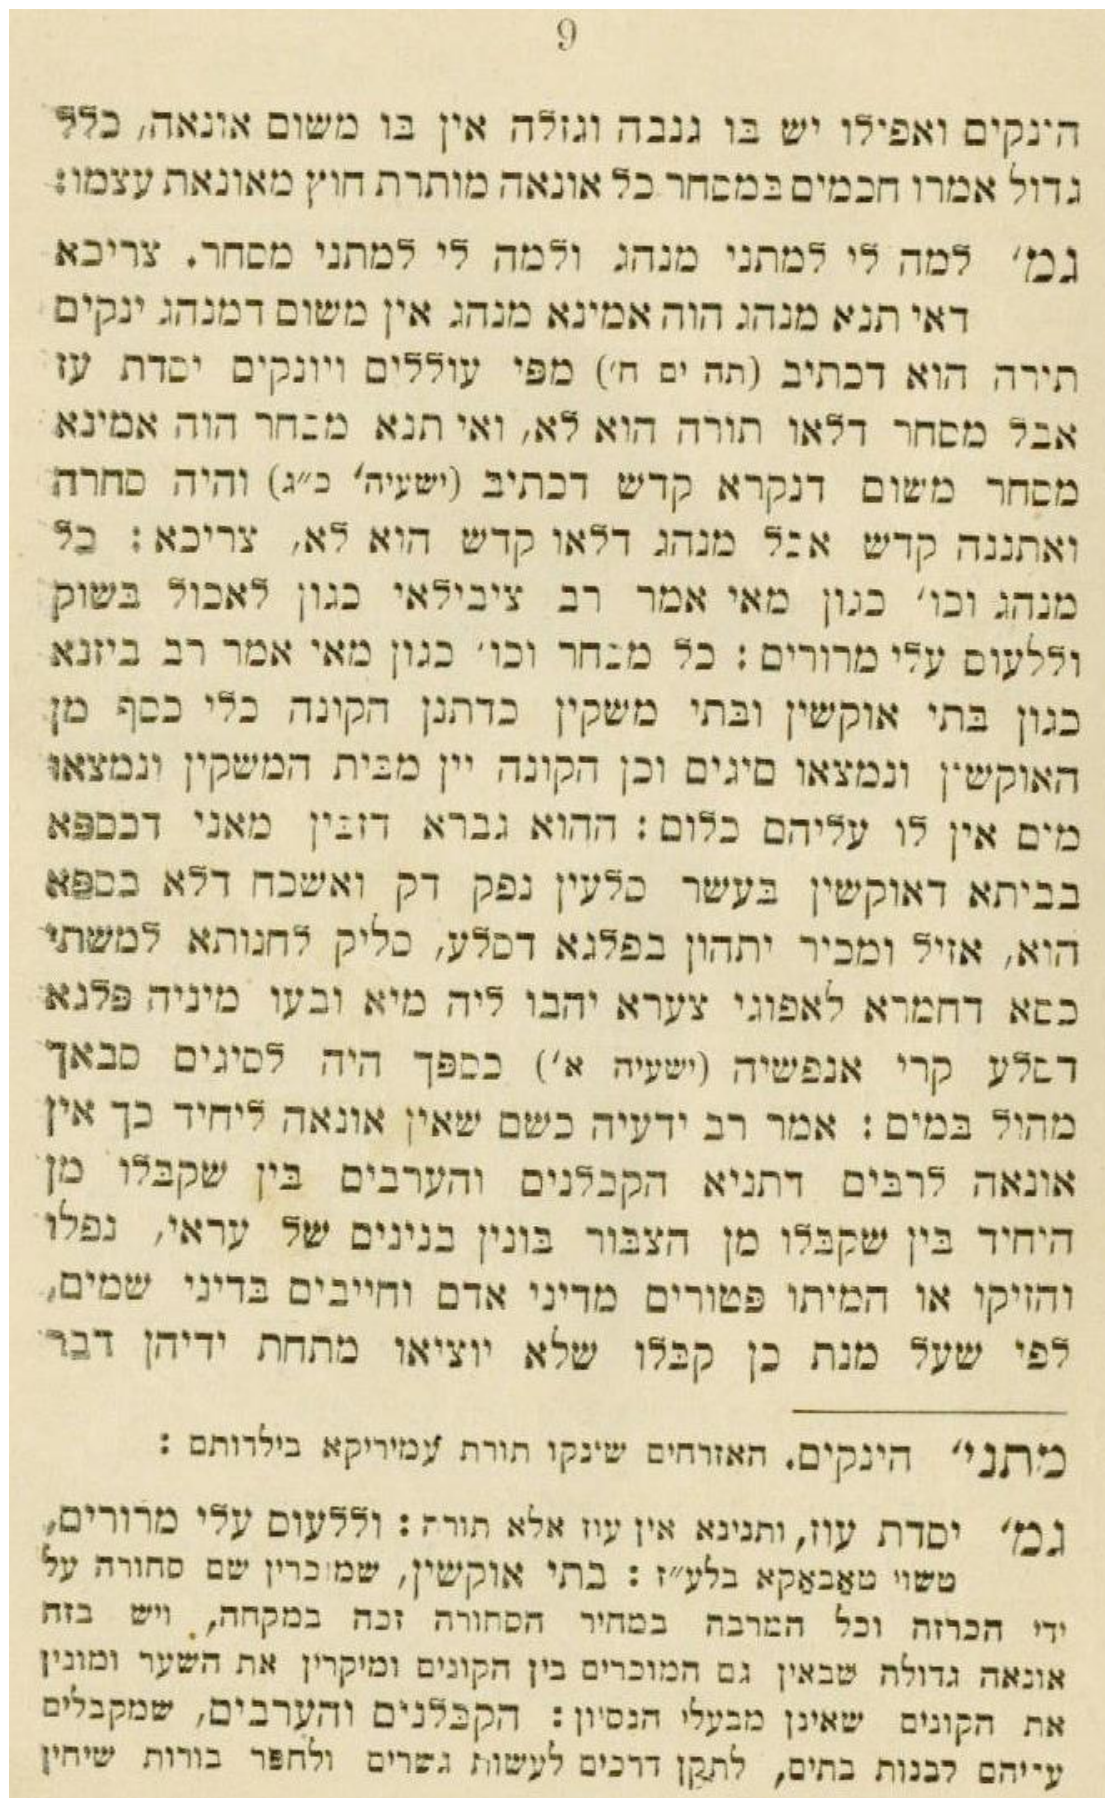 9
הינקים ואפילו יש בו גנבה וגזלה אין בו משום אונאה, כלל
גדול אמרו חכמים במסחר כל אונאה מותרת חוץ מאונאת עצמו:
גמ׳ למה לי למתני מנהג ולמה לי למתני מסחר. צריכא
דאי תנא מנהג הוה אמינא מנהג אין משום דמנהג ינקים
תירה הוא דכתיב (תה ים ח׳) מפי עוללים ויונקים יסדת עז
אבל מסחר דלאו תורה הוא לא, ואי תנא מסחר הוה אמינא
מסחר משום דנקרא קדש דכתיב (ישעיה׳ כ״ג) והיה סחרה
ואתננה קדש אבל מנהג דלאו קדש הוא לא, צריכא: כל
מנהג וכו׳ כגון מאי אמר רב ציבילאי כגון לאכול בשוק
וללעוס עלי מרורים: כל מסחר וכו׳ כגון מאי אמר רב ביזנא
כגון בתי אוקשין ובתי משקין כדתנן הקונה כלי כסף מן
האוקשין ונמצאו סיגים וכן הקונה יין מבית המשקין ונמצאו
מים אין לו עליהם כלום: ההוא גברא דזבין מאני דכספא
בביתא דאוקשין בעשר סלעין נפק דק ואשכח דלא כספא
הוא, אזיל ומכיר יתהון בפלגא דסלע, סליק לחנותא למשתי
כסא דחמרא לאפוגי צערא יהבו ליה מיא ובעו מיניה פלגא
דסלע קרי אנפשיה (ישעיה א׳) כספך היה לסיגים סבאך
מהול במים: אמר רב ידעיה כשם שאין אונאה ליחיד כך אין
אונאה לרבים דתניא הקבלנים והערבים בין שקבלו מן
היחיד בין שקבלו מן הצבור בונין בנינים של עראי, נפלו
והזיקו או המיתו פטורים מדיני אדם וחייבים בדיני שמים,
לפי שעל מנת כן קבלו שלא יוציאו מתחת ידיהן דבר
מתני׳ הינקים. האזרחים שינקו תורת עמיריקא בילדותם:
גמ׳ יסדת עוז, ותנינא אין עוז אלא תורה: וללעוס עלי מרורים,
טשוי טאַבאַקא בלע״ז: בתי אוקשין, שמוכרין שם סחורה על
ידי הכרזה וכל המרבה במחיר הסחורה זכה במקחה, ויש בזה
אונאה גדולה שבאין גם המוכרים בין הקונים ומיקרין את השער ומונין
את הקונים שאינן מבעלי הנסיון: הקבלנים והערבים, שמקבלים
עליהם לבנות בתים, לתקן דרכים לעשות גשרים ולחפר בורות שיחין